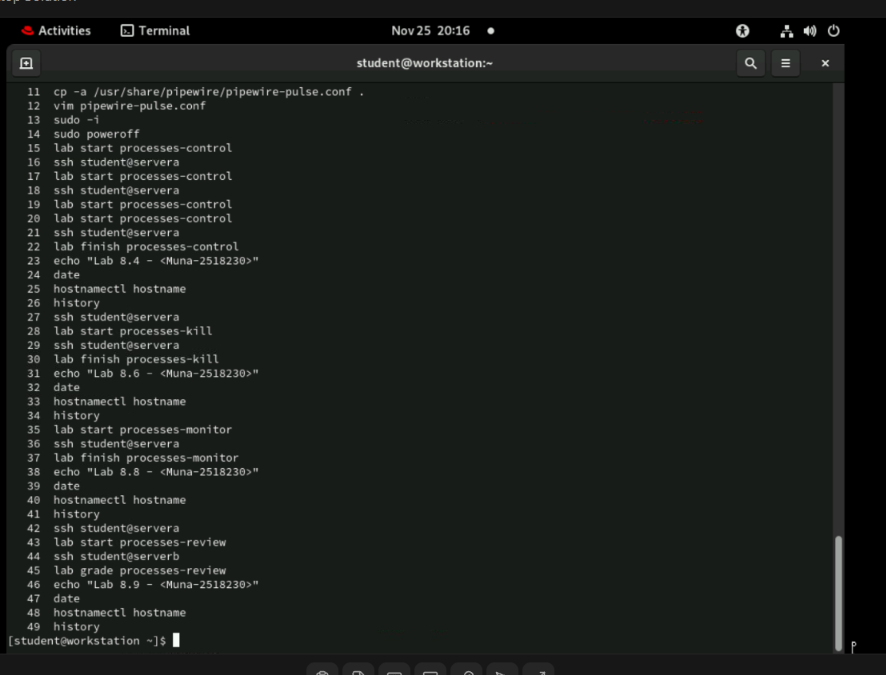 Activities Terminal Nov 25 20:16
student@workstation:~
11 cp -a /usr/share/pipewire/pipewire-pulse.conf .
12 vim pipewire-pulse.conf
13 sudo -i
14 sudo poweroff
15 lab start processes-control
16 ssh student@servera
17 lab start processes-control
18 ssh student@servera
19 lab start processes-control
20 lab start processes-control
21 ssh student@servera
22 lab finish processes-control
23 echo "Lab 8.4 - <Muna-2518230>"
24 date
25 hostnamectl hostname
26 history
27 ssh student@servera
28 lab start processes-kill
29 ssh student@servera
30 lab finish processes-kill
31 echo "Lab 8.6 - <Muna-2518230>"
32 date
33 hostnamectl hostname
34 history
35 lab start processes-monitor
36 ssh student@servera
37 lab finish processes-monitor
38 echo "Lab 8.8 - <Muna-2518230>"
39 date
40 hostnamectl hostname
41 history
42 ssh student@servera
43 lab start processes-review
44 ssh student@serverb
45 lab grade processes-review
46 echo "Lab 8.9 - <Muna-2518230>"
47 date
48 hostnamectl hostname
49 history
[student@workstation ~]$